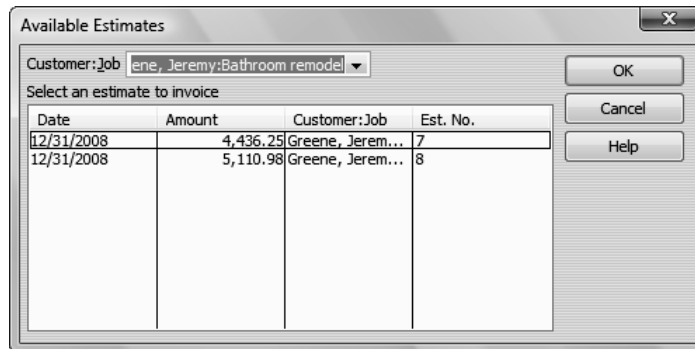 Available Estimates
X
Customer:Job ene, Jeremy:Bathroom remodel
OK
Select an estimate to invoice
Cancel
Date Amount Customer:Job Est. No.
Help
12/31/2008 4,436.25 Greene, Jerem... 7
12/31/2008 5,110.98 Greene, Jerem... 8